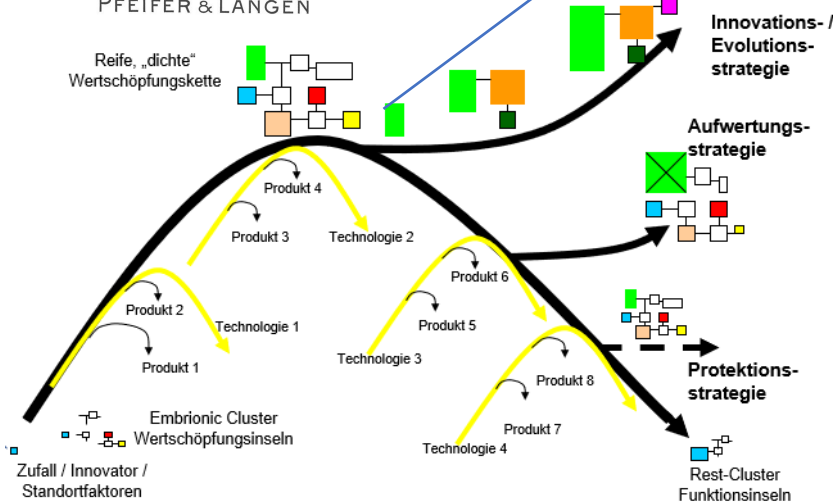 PFEIFER & LANGEN
Reife, „dichte“
Wertschöpfungskette
Innovations- /
Evolutions-
strategie
Aufwertungs-
strategie
Produkt 4
Produkt 3
Technologie 2
Produkt 6
Produkt 2
Produkt 5
Technologie 1
Technologie 3
Produkt 1
Produkt 8
Protektions-
strategie
Produkt 7
Technologie 4
Embrionic Cluster
Wertschöpfungsinseln
Zufall / Innovator /
Standortfaktoren
Rest-Cluster
Funktionsinseln